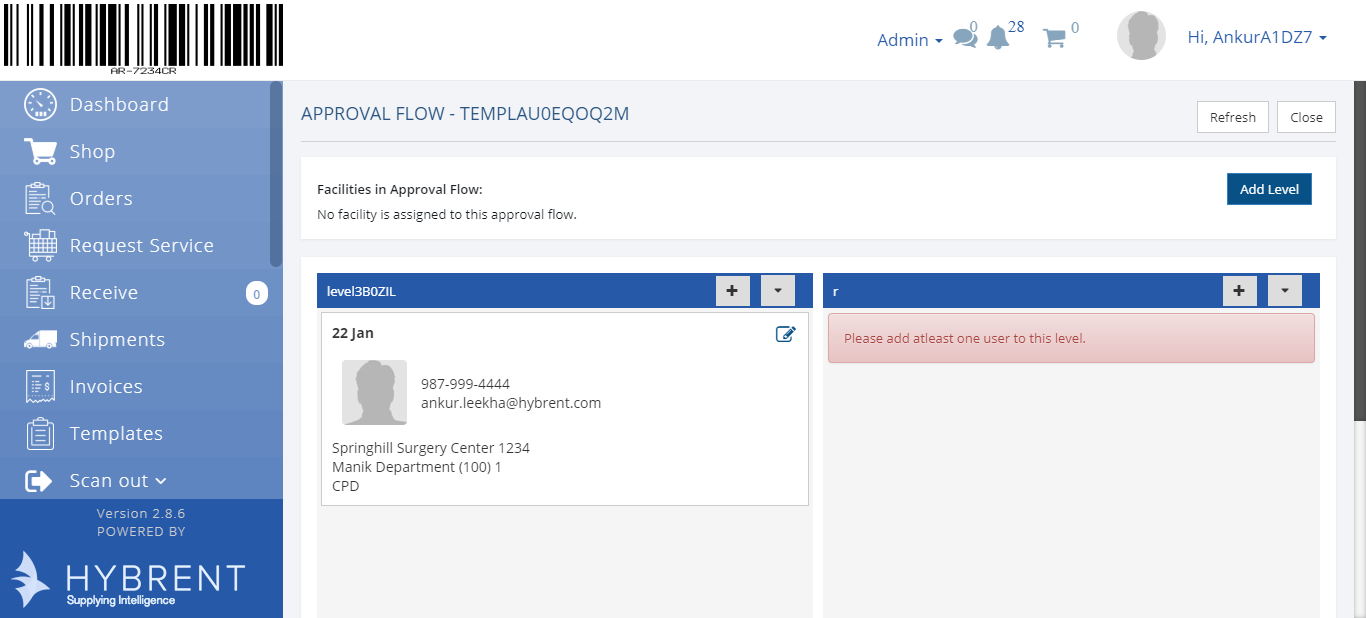 AR-7234CR
Admin
0
28
0
Hi, AnkurA1DZ7
Dashboard
Shop
Orders
Request Service
Receive
0
Shipments
Invoices
Templates
Scan out
Version 2.8.6
POWERED BY
HYBRENT
Supplying Intelligence
APPROVAL FLOW - TEMPLAU0EQOQ2M
Refresh
Close
Facilities in Approval Flow:
Add Level
No facility is assigned to this approval flow.
level3B0ZIL
22 Jan
987-999-4444
ankur.leekha@hybrent.com
Springhill Surgery Center 1234
Manik Department (100) 1
CPD
r
Please add atleast one user to this level.